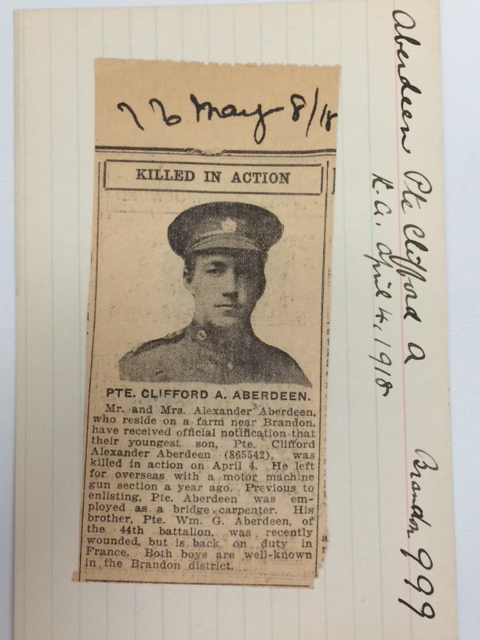 May 8/18
KILLED IN ACTION
PTE. CLIFFORD A. ABERDEEN.
Mr. and Mrs. Alexander Aberdeen,
who reside on a farm near Brandon,
have received official notification that
their youngest son, Pte. Clifford
Alexander Aberdeen (865542), was
killed in action on April 4. He left
for overseas with a motor machine
gun section a year ago. Previous to
enlisting, Pte. Aberdeen was em-
ployed as a bridge carpenter. His
brother, Pte. Wm. G. Aberdeen, of
the 44th battalion, was recently
wounded, but is back on duty in
France. Both boys are well-known
in the Brandon district.
Aberdeen Pte Clifford A
K. A. April 4, 1918
Brandon 999